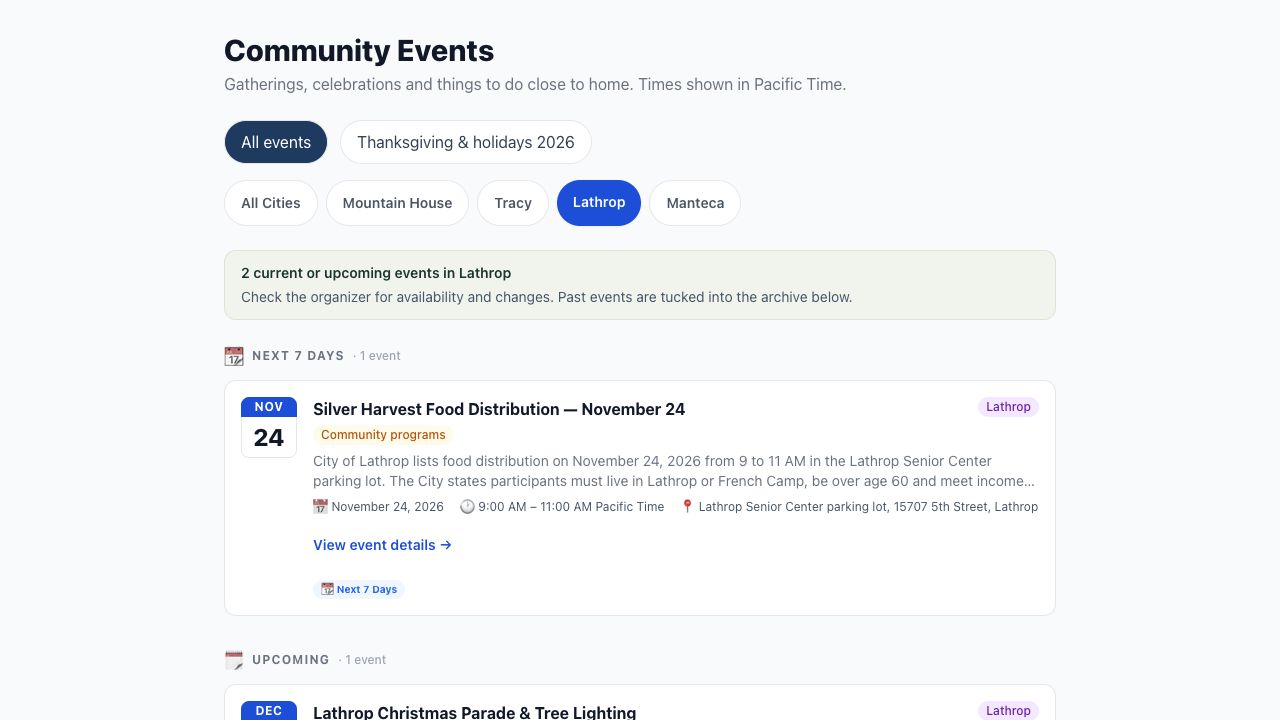 Community Events
Gatherings, celebrations and things to do close to home. Times shown in Pacific Time.
All events
Thanksgiving & holidays 2026
All Cities
Mountain House
Tracy
Lathrop
Manteca
2 current or upcoming events in Lathrop
Check the organizer for availability and changes. Past events are tucked into the archive below.
NEXT 7 DAYS · 1 event
NOV
24
Silver Harvest Food Distribution — November 24
Lathrop
Community programs
City of Lathrop lists food distribution on November 24, 2026 from 9 to 11 AM in the Lathrop Senior Center
parking lot. The City states participants must live in Lathrop or French Camp, be over age 60 and meet income…
November 24, 2026
9:00 AM – 11:00 AM Pacific Time
Lathrop Senior Center parking lot, 15707 5th Street, Lathrop
View event details →
Next 7 Days
UPCOMING · 1 event
DEC
Lathrop Christmas Parade & Tree Lighting
Lathrop